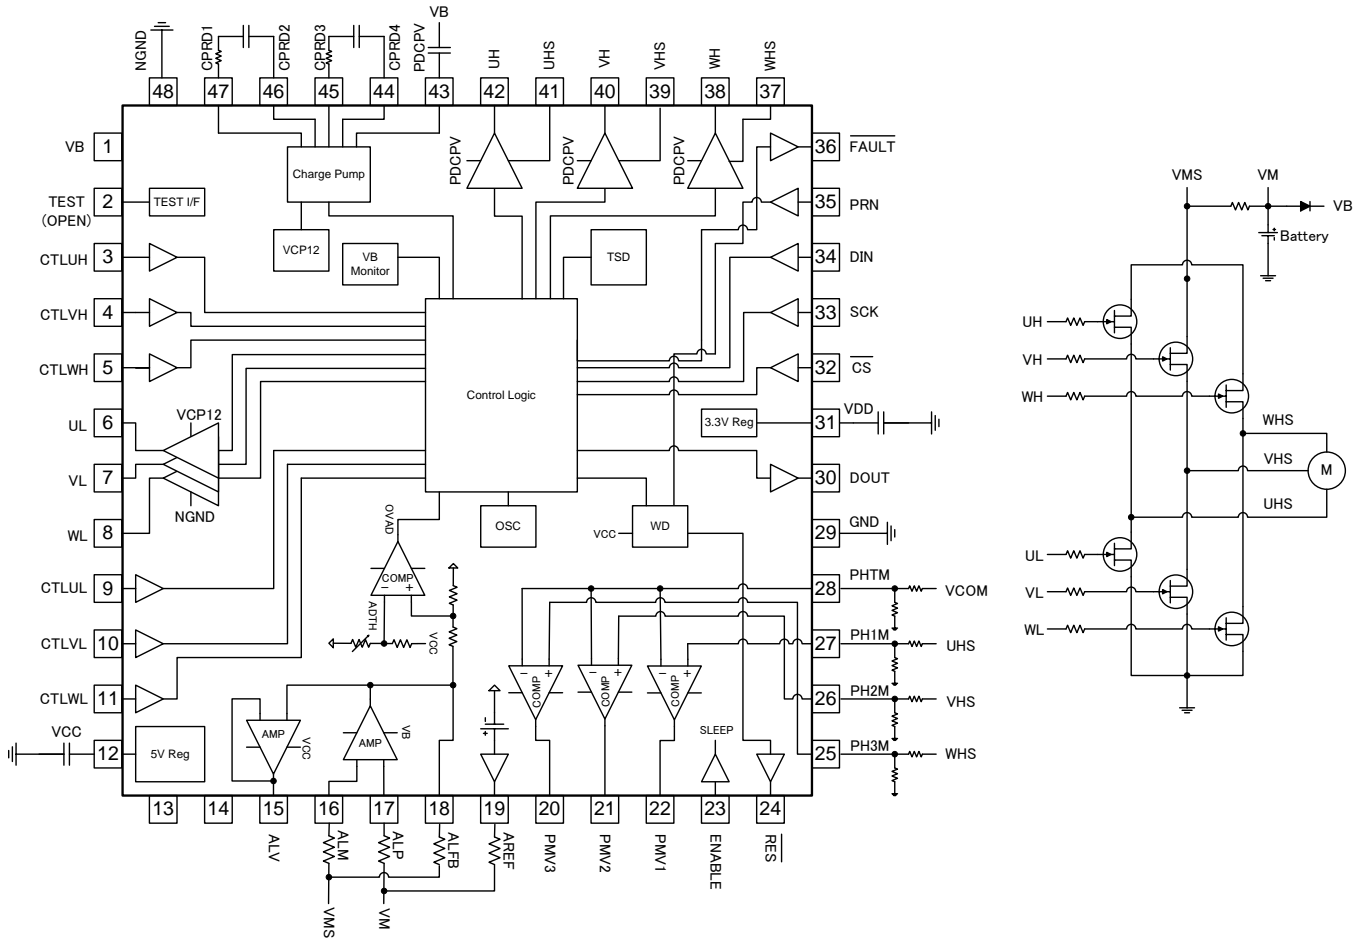 NGND
CPRD1
CPRD2
CPRD3
CPRD4
PDCPV
VB
UH
UHS
VH
VHS
WH
WHS
48
47
46
45
44
43
42
41
40
39
38
37
VB 1
TEST
(OPEN)
2
TEST I/F
CTLUH 3
CTLVH 4
CTLWH 5
UL 6
VL 7
WL 8
CTLUL 9
CTLVL 10
CTLWL 11
VCC
12
5V Reg
Charge Pump
VCP12
VB
Monitor
PDCPV
PDCPV
PDCPV
TSD
Control Logic
VCP12
NGND
OSC
VCC
WD
3.3V Reg
OVAD
COMP
− +
ADTH
VCC
AMP
VCC
AMP
VB
− +
COMP
− +
COMP
− +
COMP
SLEEP
36 FAULT
35 PRN
34 DIN
33 SCK
32 CS
31 VDD
30 DOUT
29 GND
28 PHTM
VCOM
27 PH1M
UHS
26 PH2M
VHS
25 PH3M
WHS
13
14
15
16
17
18
19
20
21
22
23
24
ALV
ALM
ALP
ALFB
AREF
PMV3
PMV2
PMV1
ENABLE
RES
VMS
VM
VMS
VM
VB
Battery
UH
VH
WH
WHS
VHS
M
UHS
UL
VL
WL